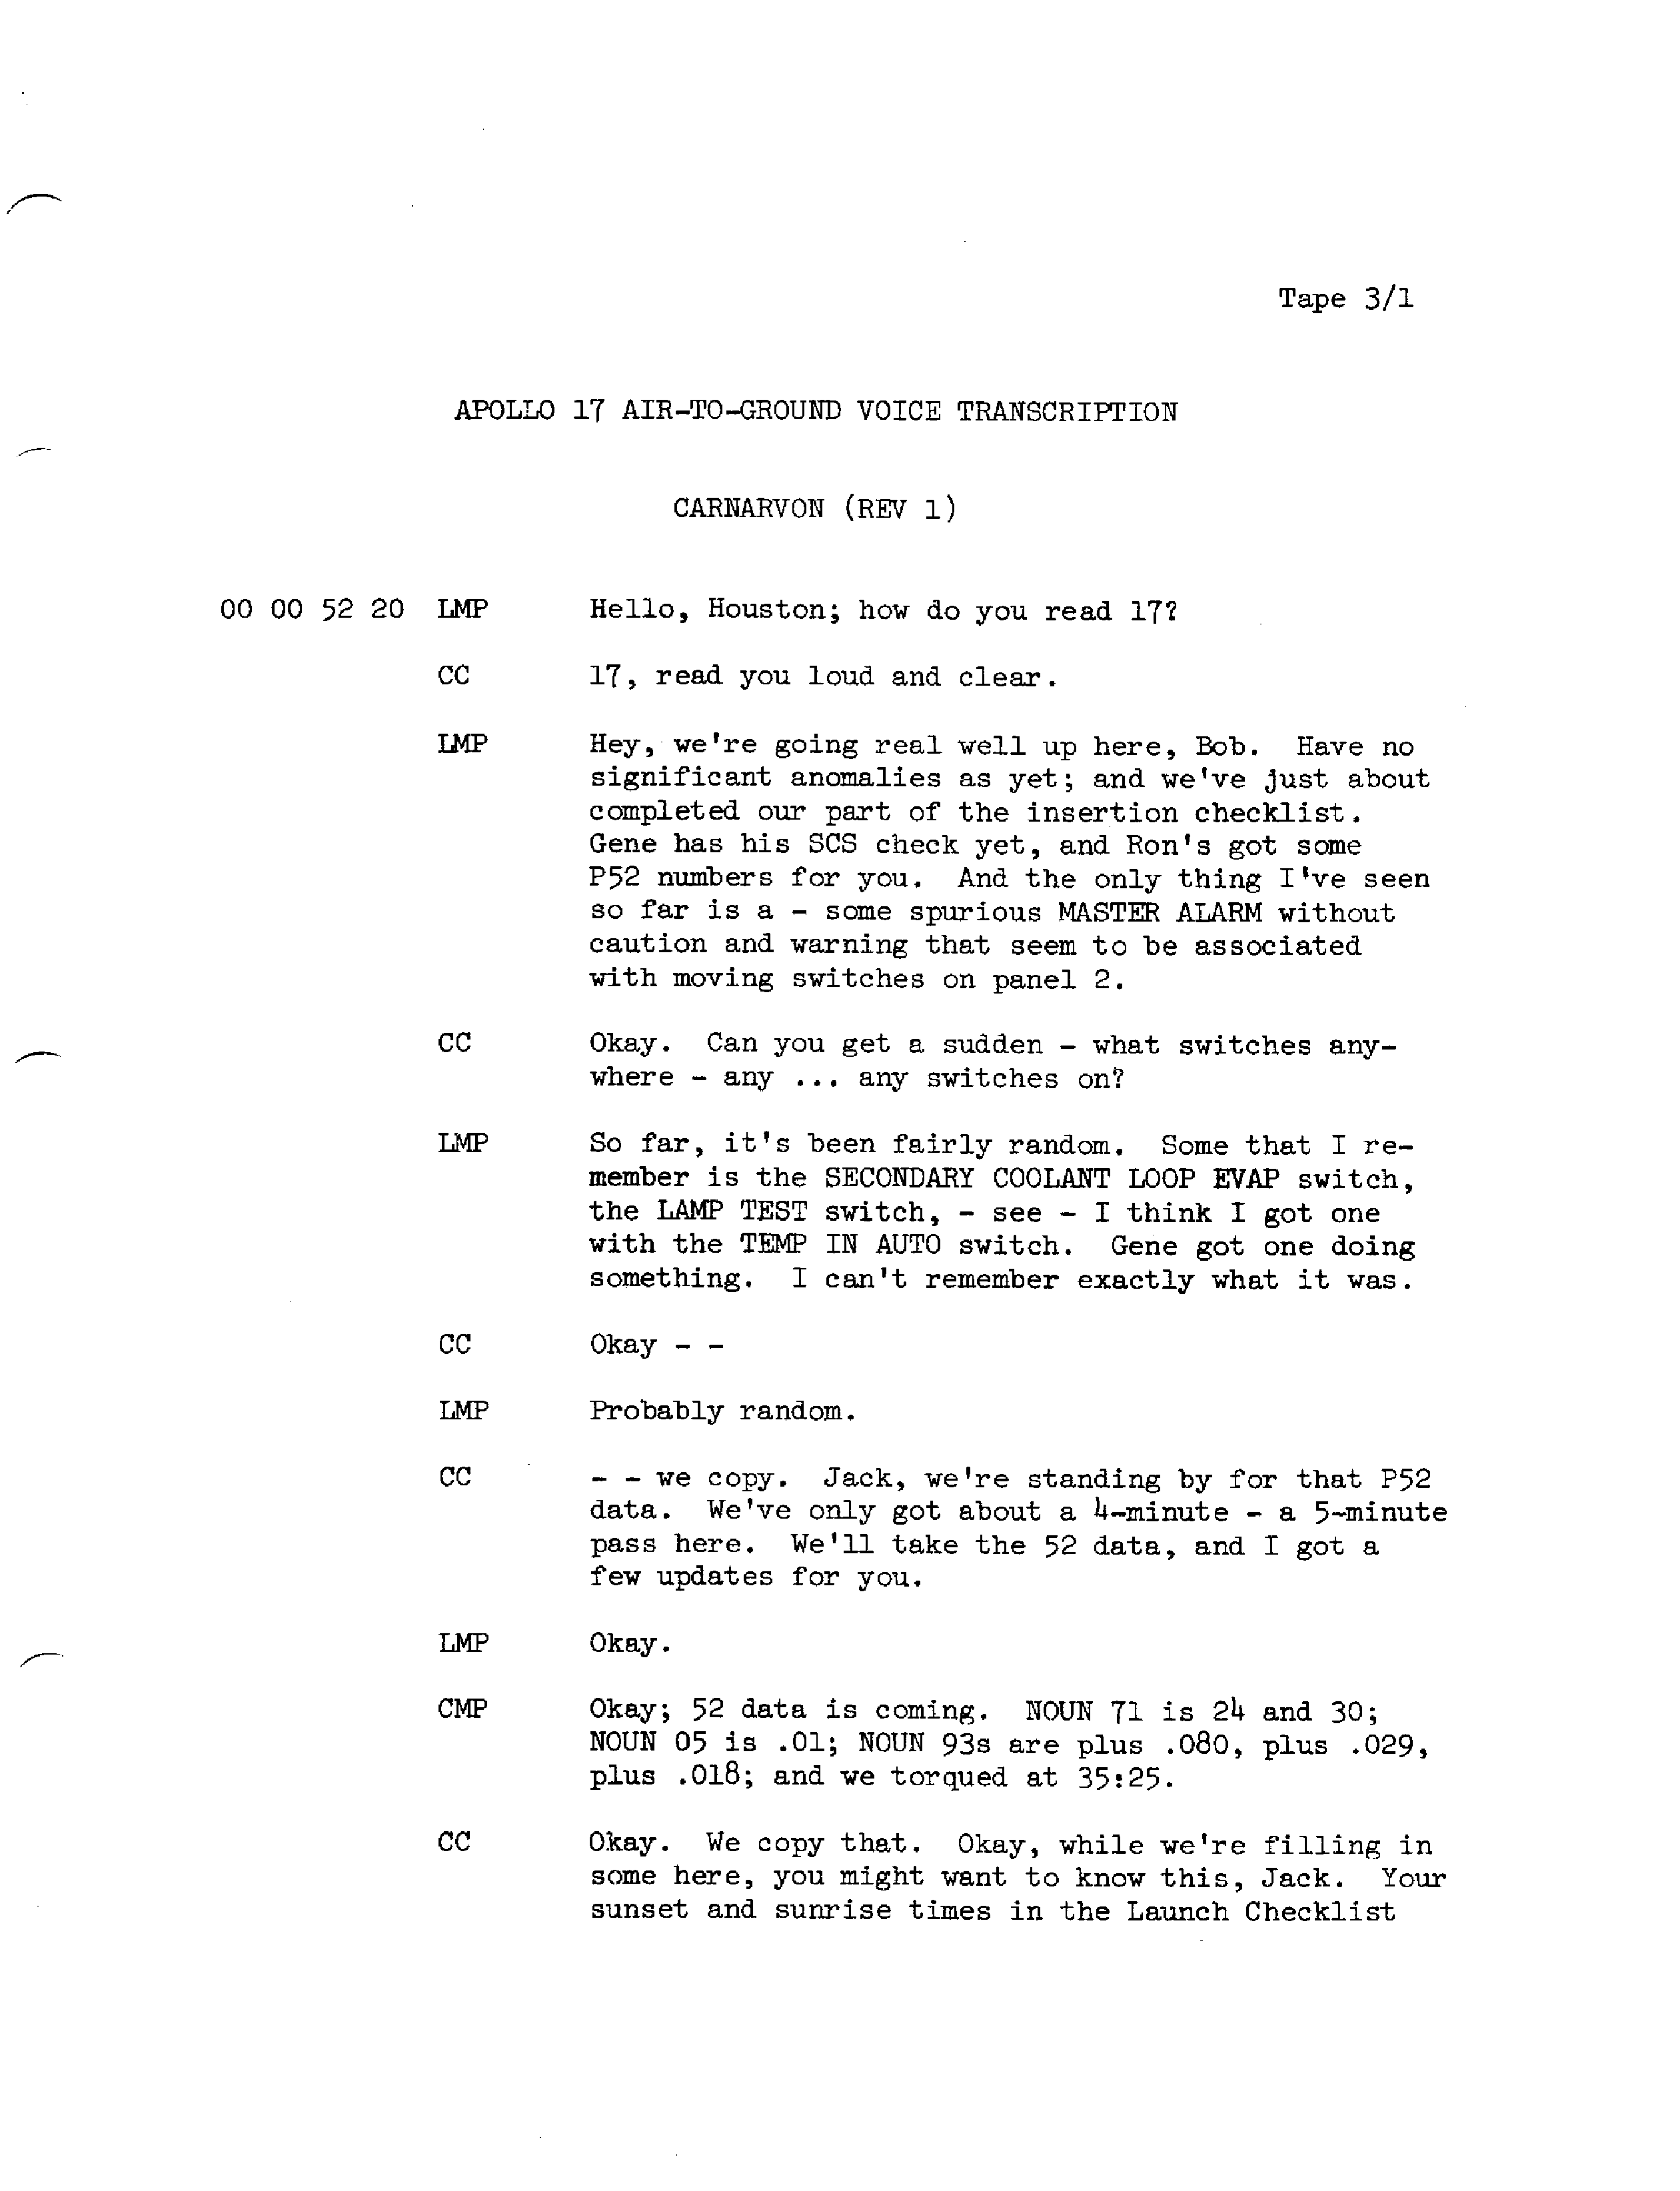 Tape 3/1
APOLLO 17 AIR-TO-GROUND VOICE TRANSCRIPTION
CARNARVON (REV 1)
00 00 52 20 LMP Hello, Houston; how do you read 17?
CC 17, read you loud and clear.
LMP Hey, we're going real well up here, Bob. Have no
significant anomalies as yet; and we've just about
completed our part of the insertion checklist.
Gene has his SCS check yet, and Ron's got some
P52 numbers for you. And the only thing I've seen
so far is a - some spurious MASTER ALARM without
caution and warning that seem to be associated
with moving switches on panel 2.
CC Okay. Can you get a sudden - what switches any-
where - any ... any switches on?
LMP So far, it's been fairly random. Some that I re-
member is the SECONDARY COOLANT LOOP EVAP switch,
the LAMP TEST switch, - see - I think I got one
with the TEMP IN AUTO switch. Gene got one doing
something. I can't remember exactly what it was.
CC Okay - -
LMP Probably random.
CC - - we copy. Jack, we're standing by for that P52
data. We've only got about a 4-minute - a 5-minute
pass here. We'll take the 52 data, and I got a
few updates for you.
LMP Okay.
CMP Okay; 52 data is coming. NOUN 71 is 24 and 30;
NOUN 05 is .01; NOUN 93s are plus .080, plus .029,
plus .018; and we torqued at 35:25.
CC Okay. We copy that. Okay, while we're filling in
some here, you might want to know this, Jack. Your
sunset and sunrise times in the Launch Checklist